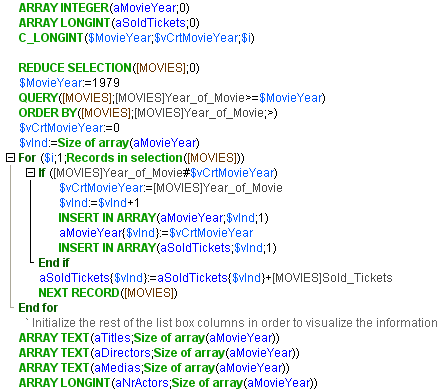 ARRAY INTEGER(aMovieYear;0)
ARRAY LONGINT(aSoldTickets;0)
C_LONGINT($MovieYear;$vCrtMovieYear;$i)
REDUCE SELECTION([MOVIES];0)
$MovieYear:=1979
QUERY([MOVIES];[MOVIES]Year_of_Movie>=$MovieYear)
ORDER BY([MOVIES];[MOVIES]Year_of_Movie;>)
$vCrtMovieYear:=0
$vInd:=Size of array(aMovieYear)
For ($i;1;Records in selection([MOVIES]))
If ([MOVIES]Year_of_Movie#$vCrtMovieYear)
$vCrtMovieYear:=[MOVIES]Year_of_Movie
$vInd:=$vInd+1
INSERT IN ARRAY(aMovieYear;$vInd;1)
aMovieYear{$vInd}:=$vCrtMovieYear
INSERT IN ARRAY(aSoldTickets;$vInd;1)
End if
aSoldTickets{$vInd}:=aSoldTickets{$vInd}+[MOVIES]Sold_Tickets
NEXT RECORD([MOVIES])
End for
` Initialize the rest of the list box columns in order to visualize the information
ARRAY TEXT(aTitles;Size of array(aMovieYear))
ARRAY TEXT(aDirectors;Size of array(aMovieYear))
ARRAY TEXT(aMedias;Size of array(aMovieYear))
ARRAY LONGINT(aNrActors;Size of array(aMovieYear))